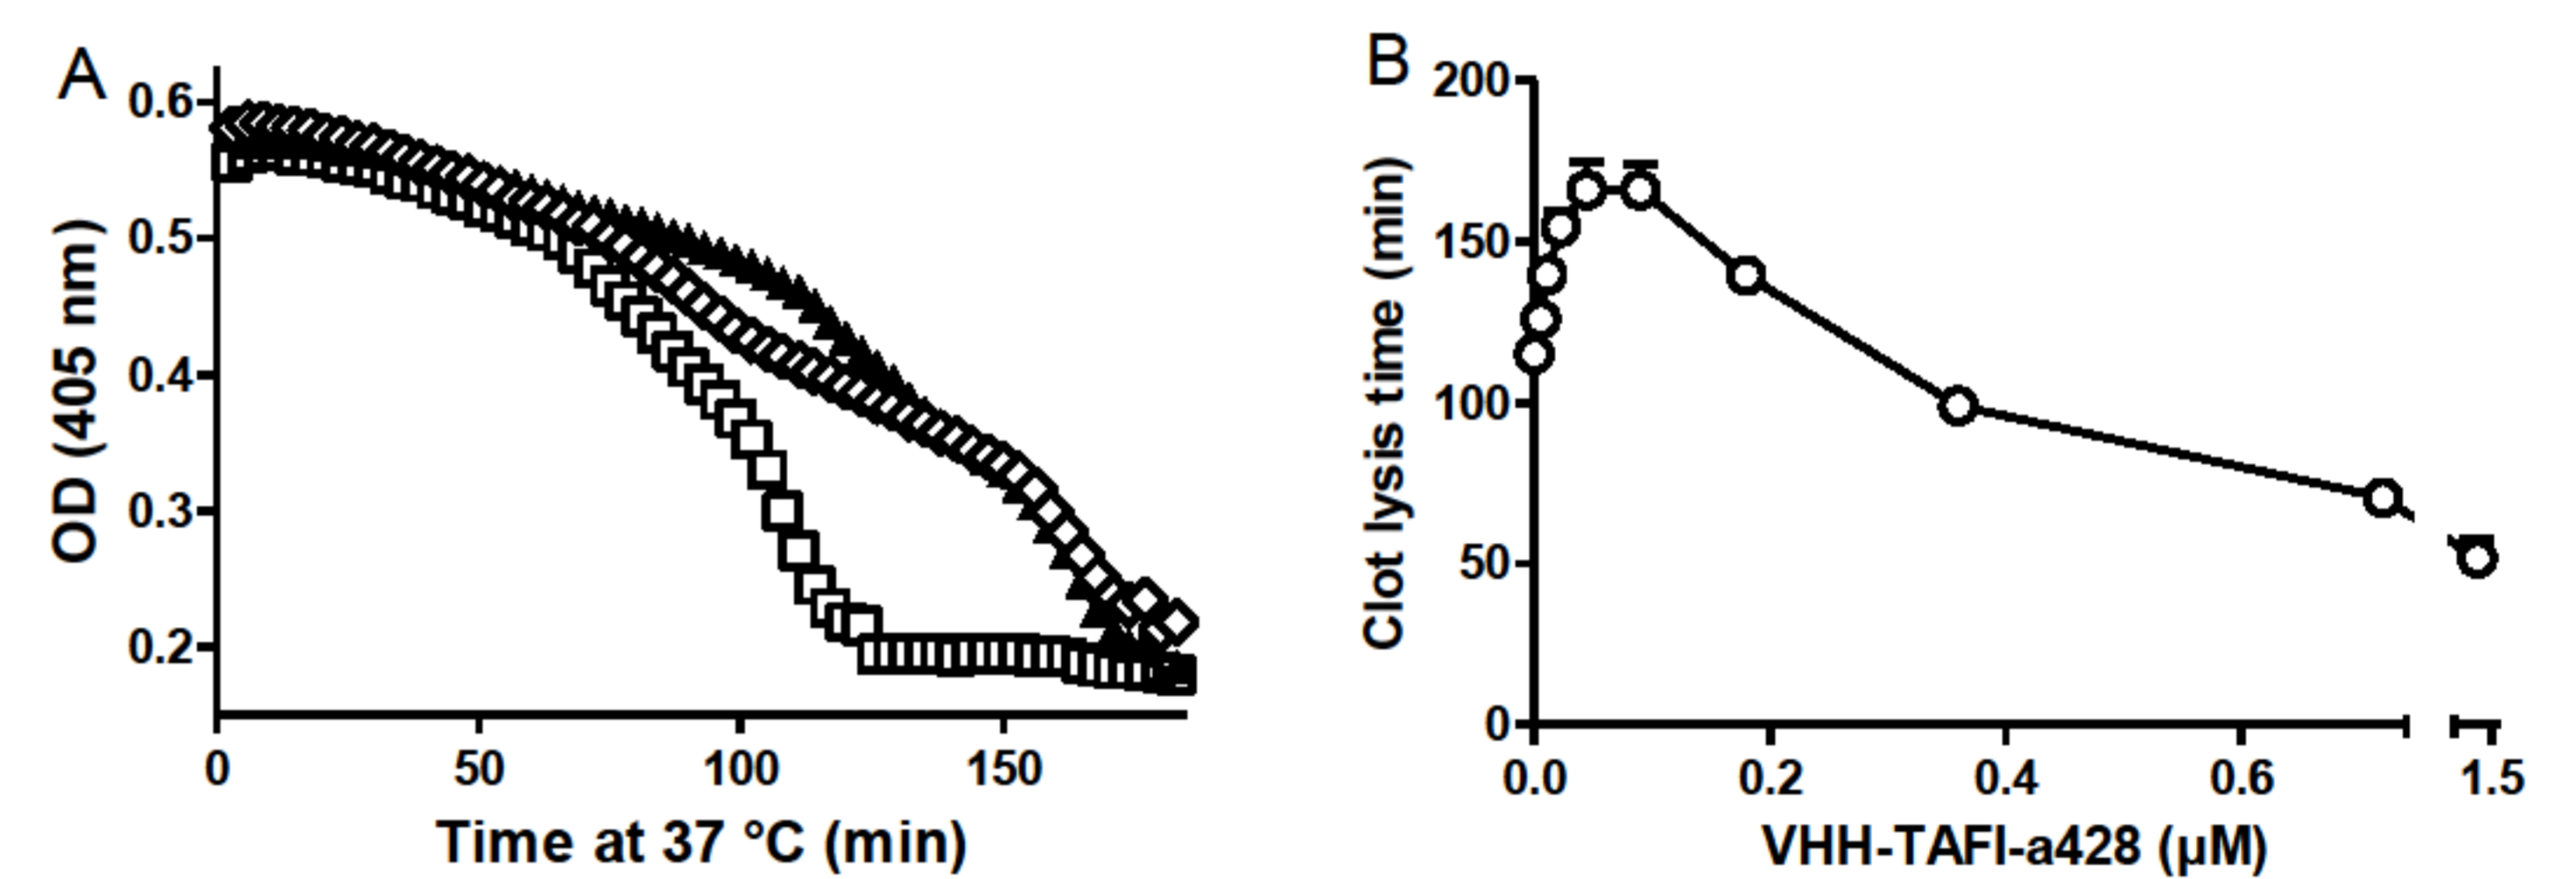 A
0.6
0.5
0.4
0.3
0.2
OD (405 nm)
0 50 100 150
Time at 37 °C (min)
B
200
150
100
50
0
Clot lysis time (min)
0.0 0.2 0.4 0.6 1.5
VHH-TAFI-a428 (µM)